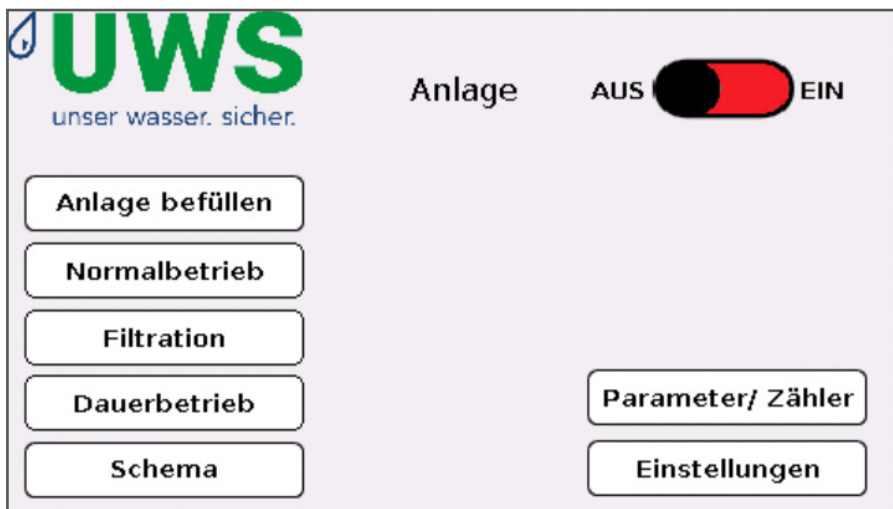 UWS
unser wasser. sicher.
Anlage
AUS EIN
Anlage befüllen
Normalbetrieb
Filtration
Dauerbetrieb
Schema
Parameter/ Zähler
Einstellungen